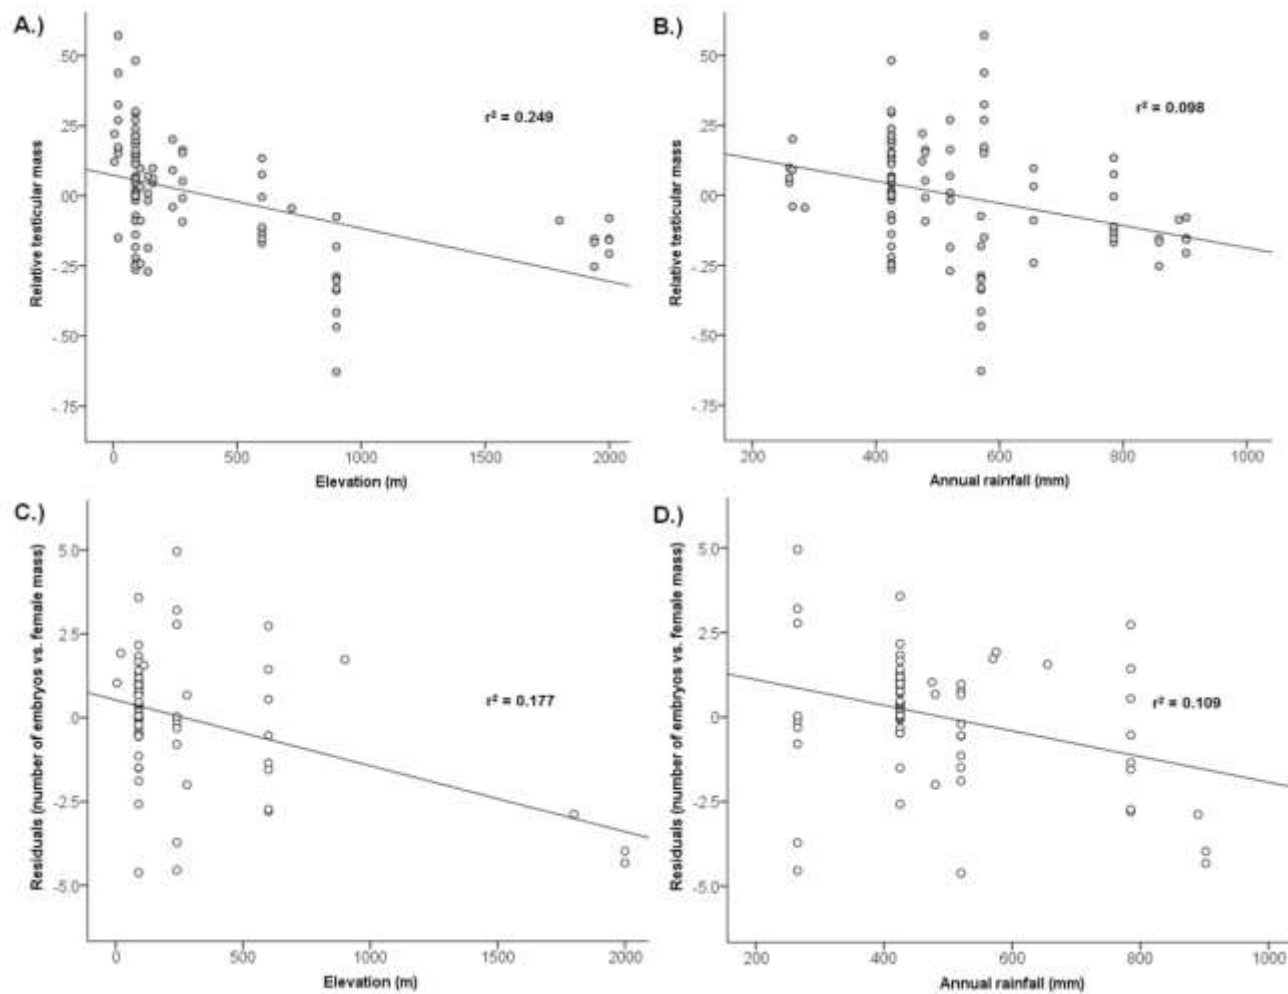 A.)
Relative testicular mass
.50
.25
.00
-.25
-.50
-.75
r² = 0.249
0
500
1000
1500
2000
Elevation (m)
B.)
Relative testicular mass
.50
.25
.00
-.25
-.50
-.75
r² = 0.098
200
400
600
800
1000
Annual rainfall (mm)
C.)
Residuals (number of embryos vs. female mass)
5.0
2.5
0
-2.5
-5.0
r² = 0.177
0
500
1000
1500
2000
Elevation (m)
D.)
Residuals (number of embryos vs. female mass)
5.0
2.5
0
-2.5
-5.0
r² = 0.109
200
400
600
800
1000
Annual rainfall (mm)